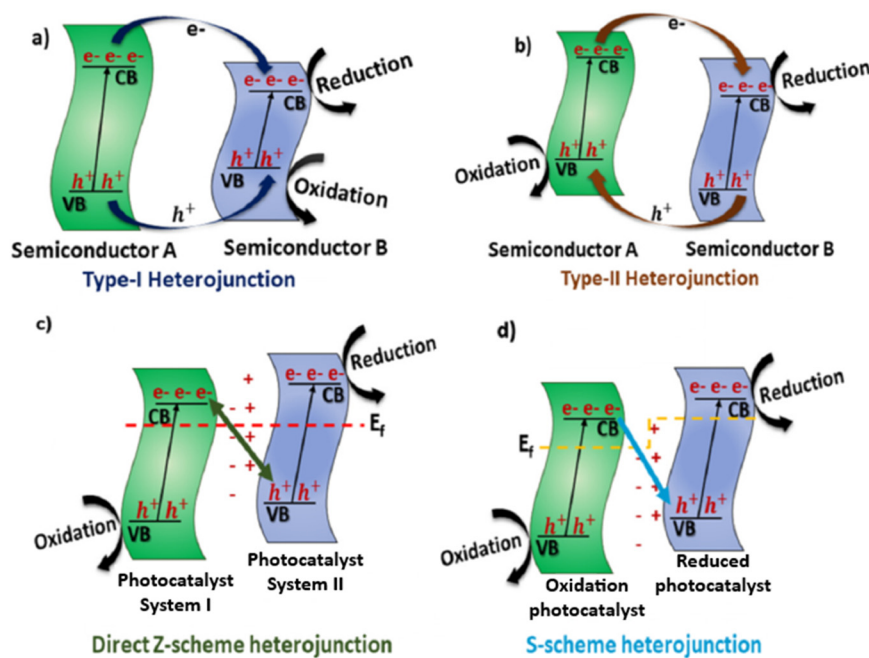 a)
e-
e- e- e-
CB
e- e- e-
CB
Reduction
h+ h+
VB
h+ h+
VB
Oxidation
h+
Semiconductor A
Semiconductor B
Type-I Heterojunction
b)
e-
e- e- e-
CB
e- e- e-
CB
Reduction
h+ h+
VB
Oxidation
h+ h+
VB
h+
Semiconductor A
Semiconductor B
Type-II Heterojunction
c)
e- e- e-
CB
e- e- e-
CB
Reduction
+
- +
- +
- +
-
Ef
h+ h+
VB
h+ h+
VB
Oxidation
Photocatalyst
System I
Photocatalyst
System II
Direct Z-scheme heterojunction
d)
e- e- e-
CB
e- e- e-
CB
Reduction
Ef
+
- +
- +
- +
-
h+ h+
VB
h+ h+
VB
Oxidation
Oxidation
photocatalyst
Reduced
photocatalyst
S-scheme heterojunction